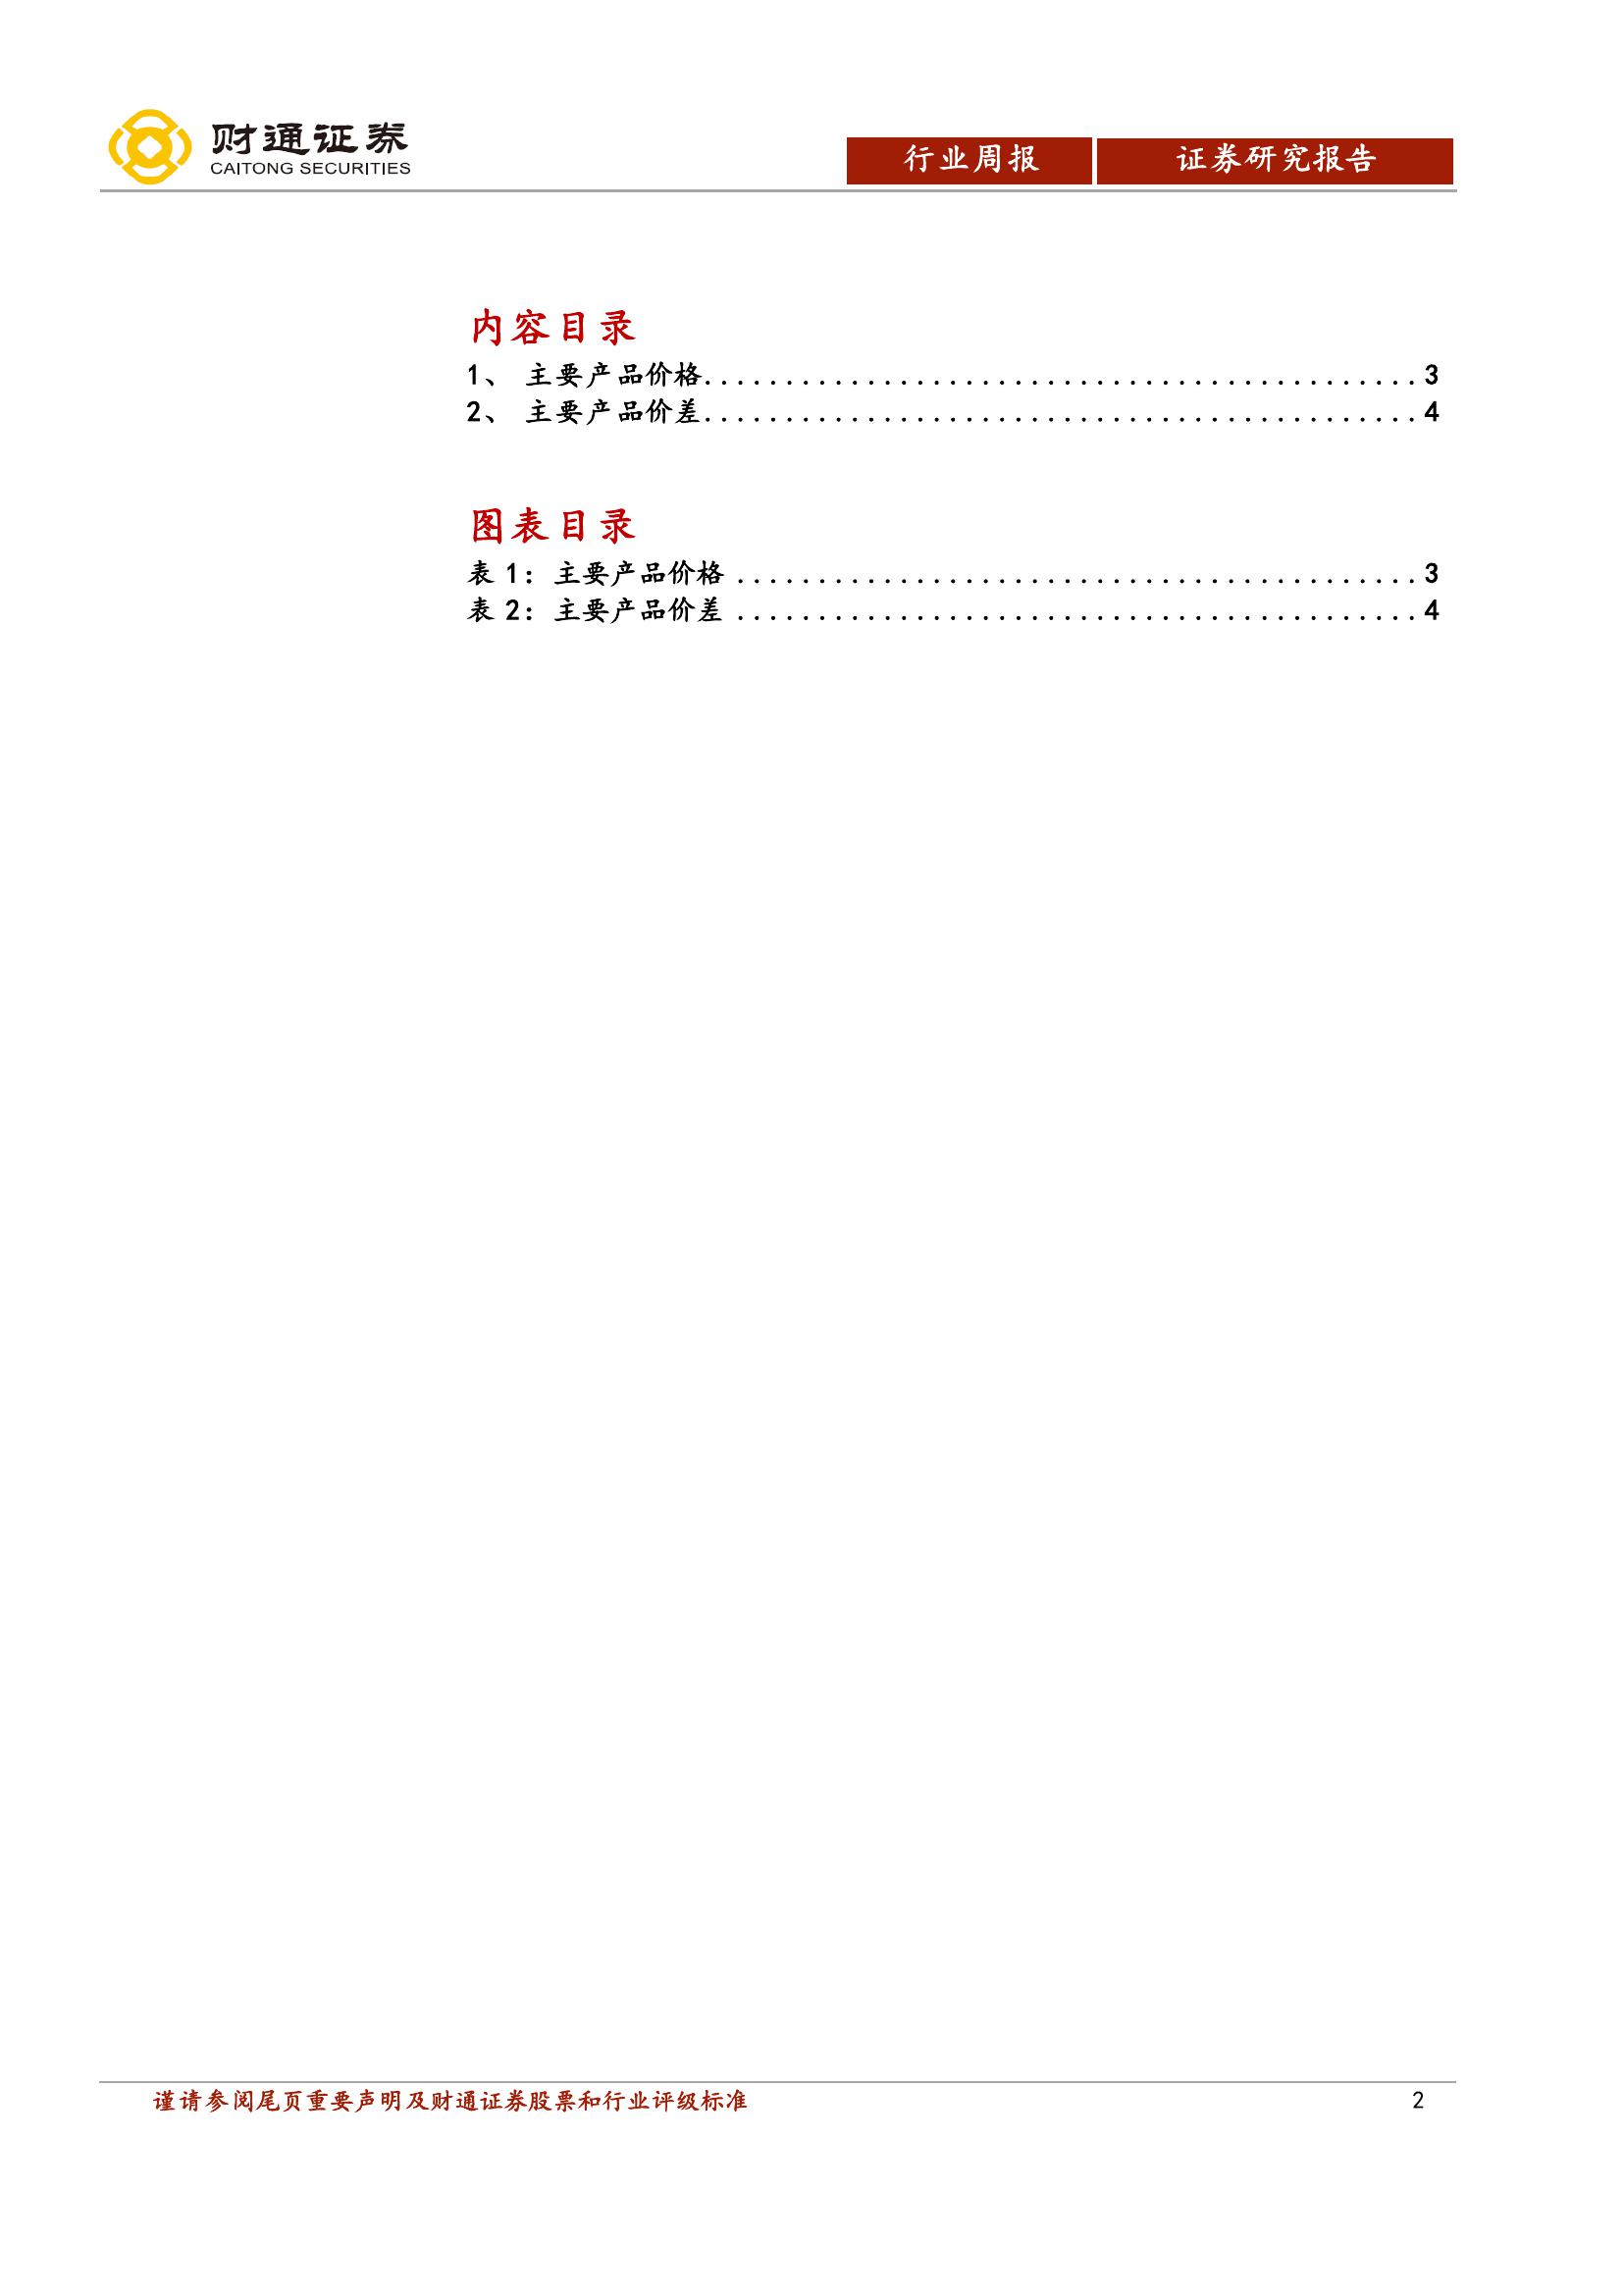 财通证券
CAITONG SECURITIES
行业周报 证券研究报告
内容目录
1、 主要产品价格............................................3
2、 主要产品价差............................................4
图表目录
表 1：主要产品价格 ..........................................3
表 2：主要产品价差 ..........................................4
谨请参阅尾页重要声明及财通证券股票和行业评级标准 2